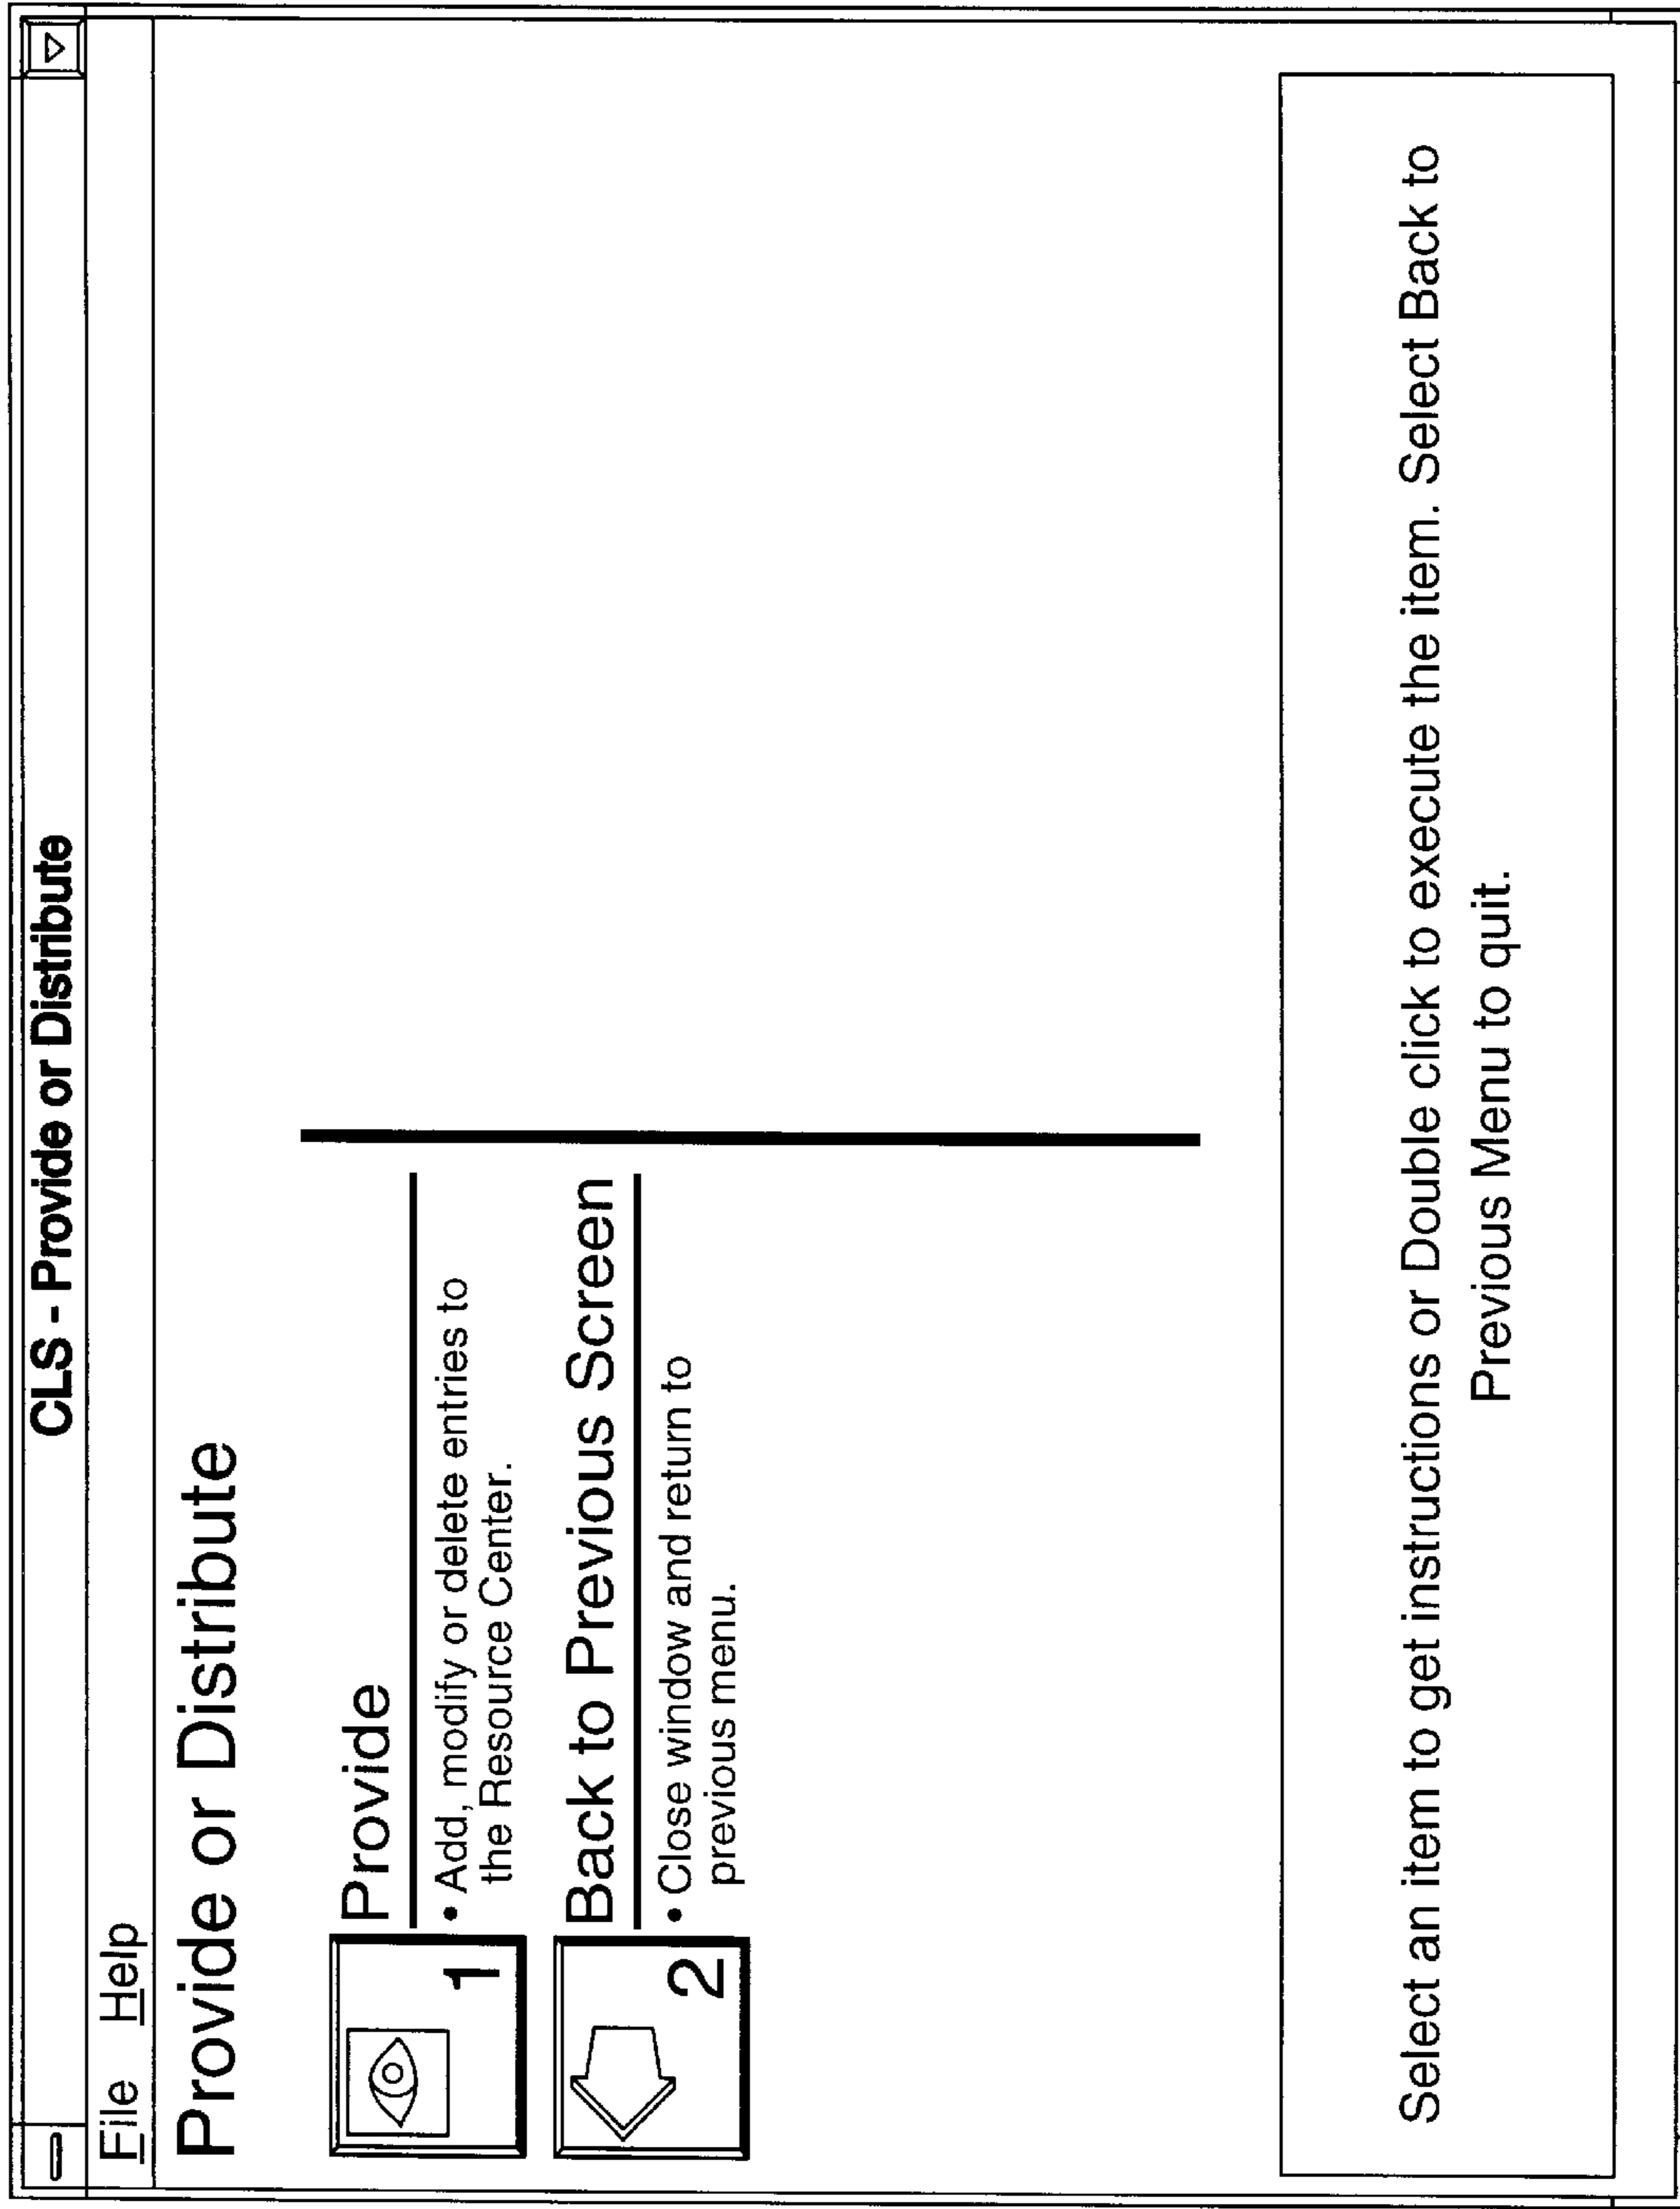 CLS - Provide or Distribute
File Help
Provide or Distribute
1
Provide
• Add, modify or delete entries to
the Resource Center.
2
Back to Previous Screen
• Close window and return to
previous menu.
Select an item to get instructions or Double click to execute the item. Select Back to
Previous Menu to quit.